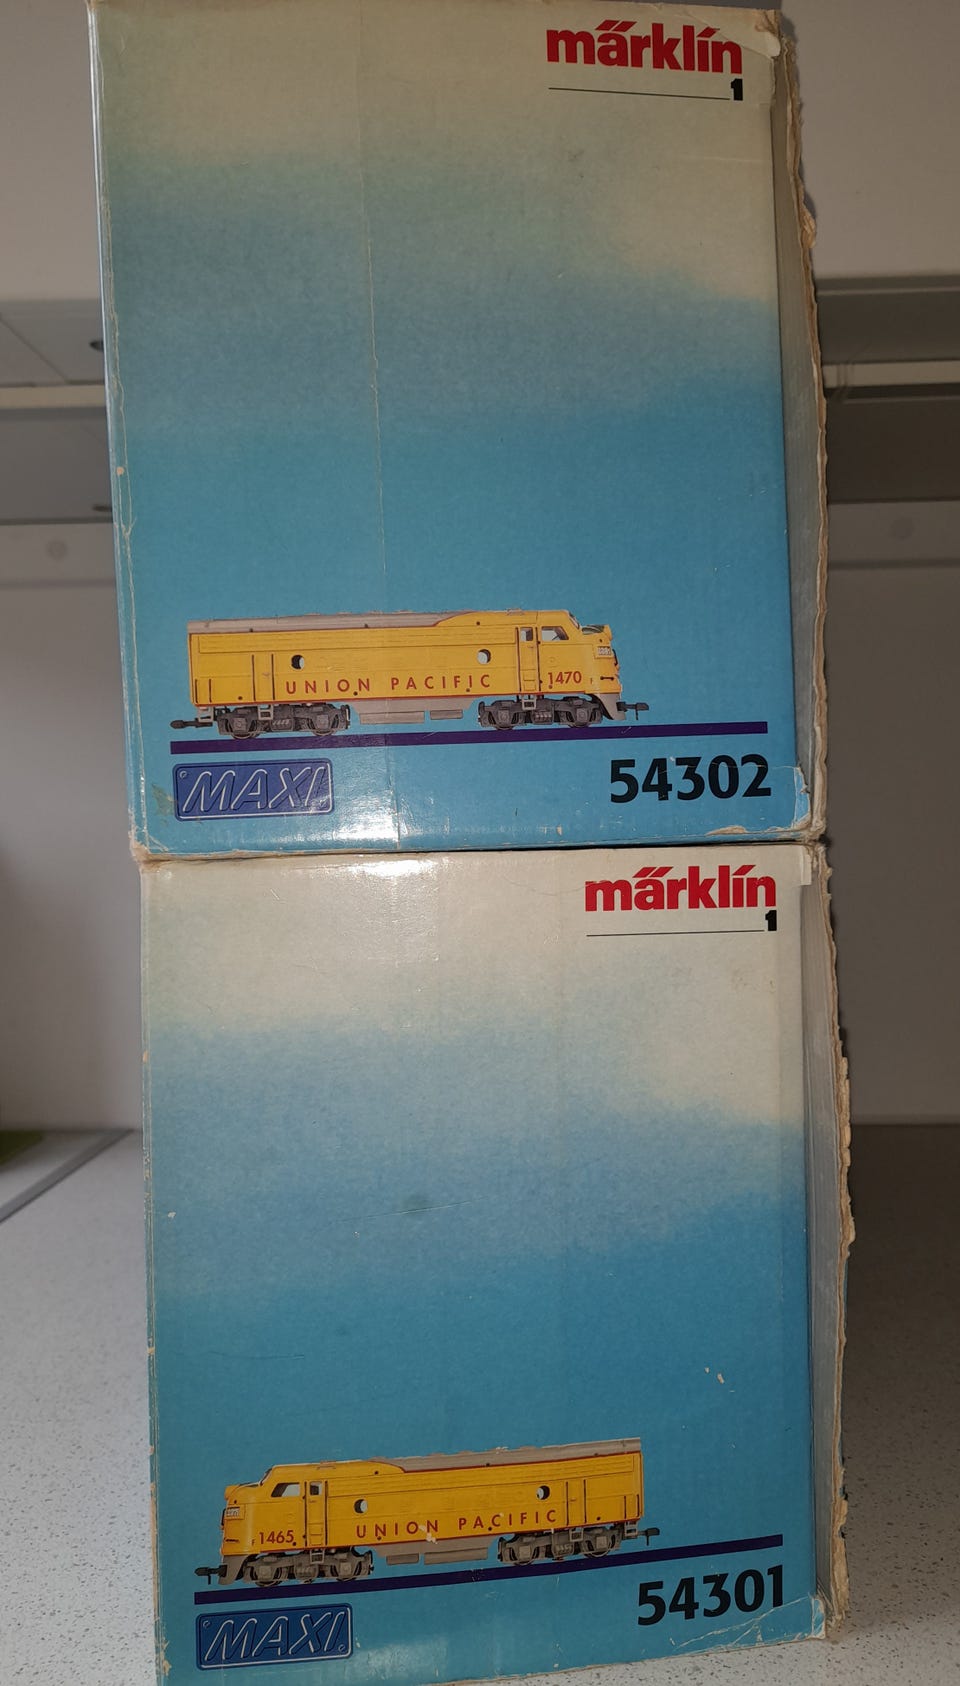 märklin
1
UNION PACIFIC 1470
MAXI
54302
märklin
1
1465 UNION PACIFIC
54301
MAXI